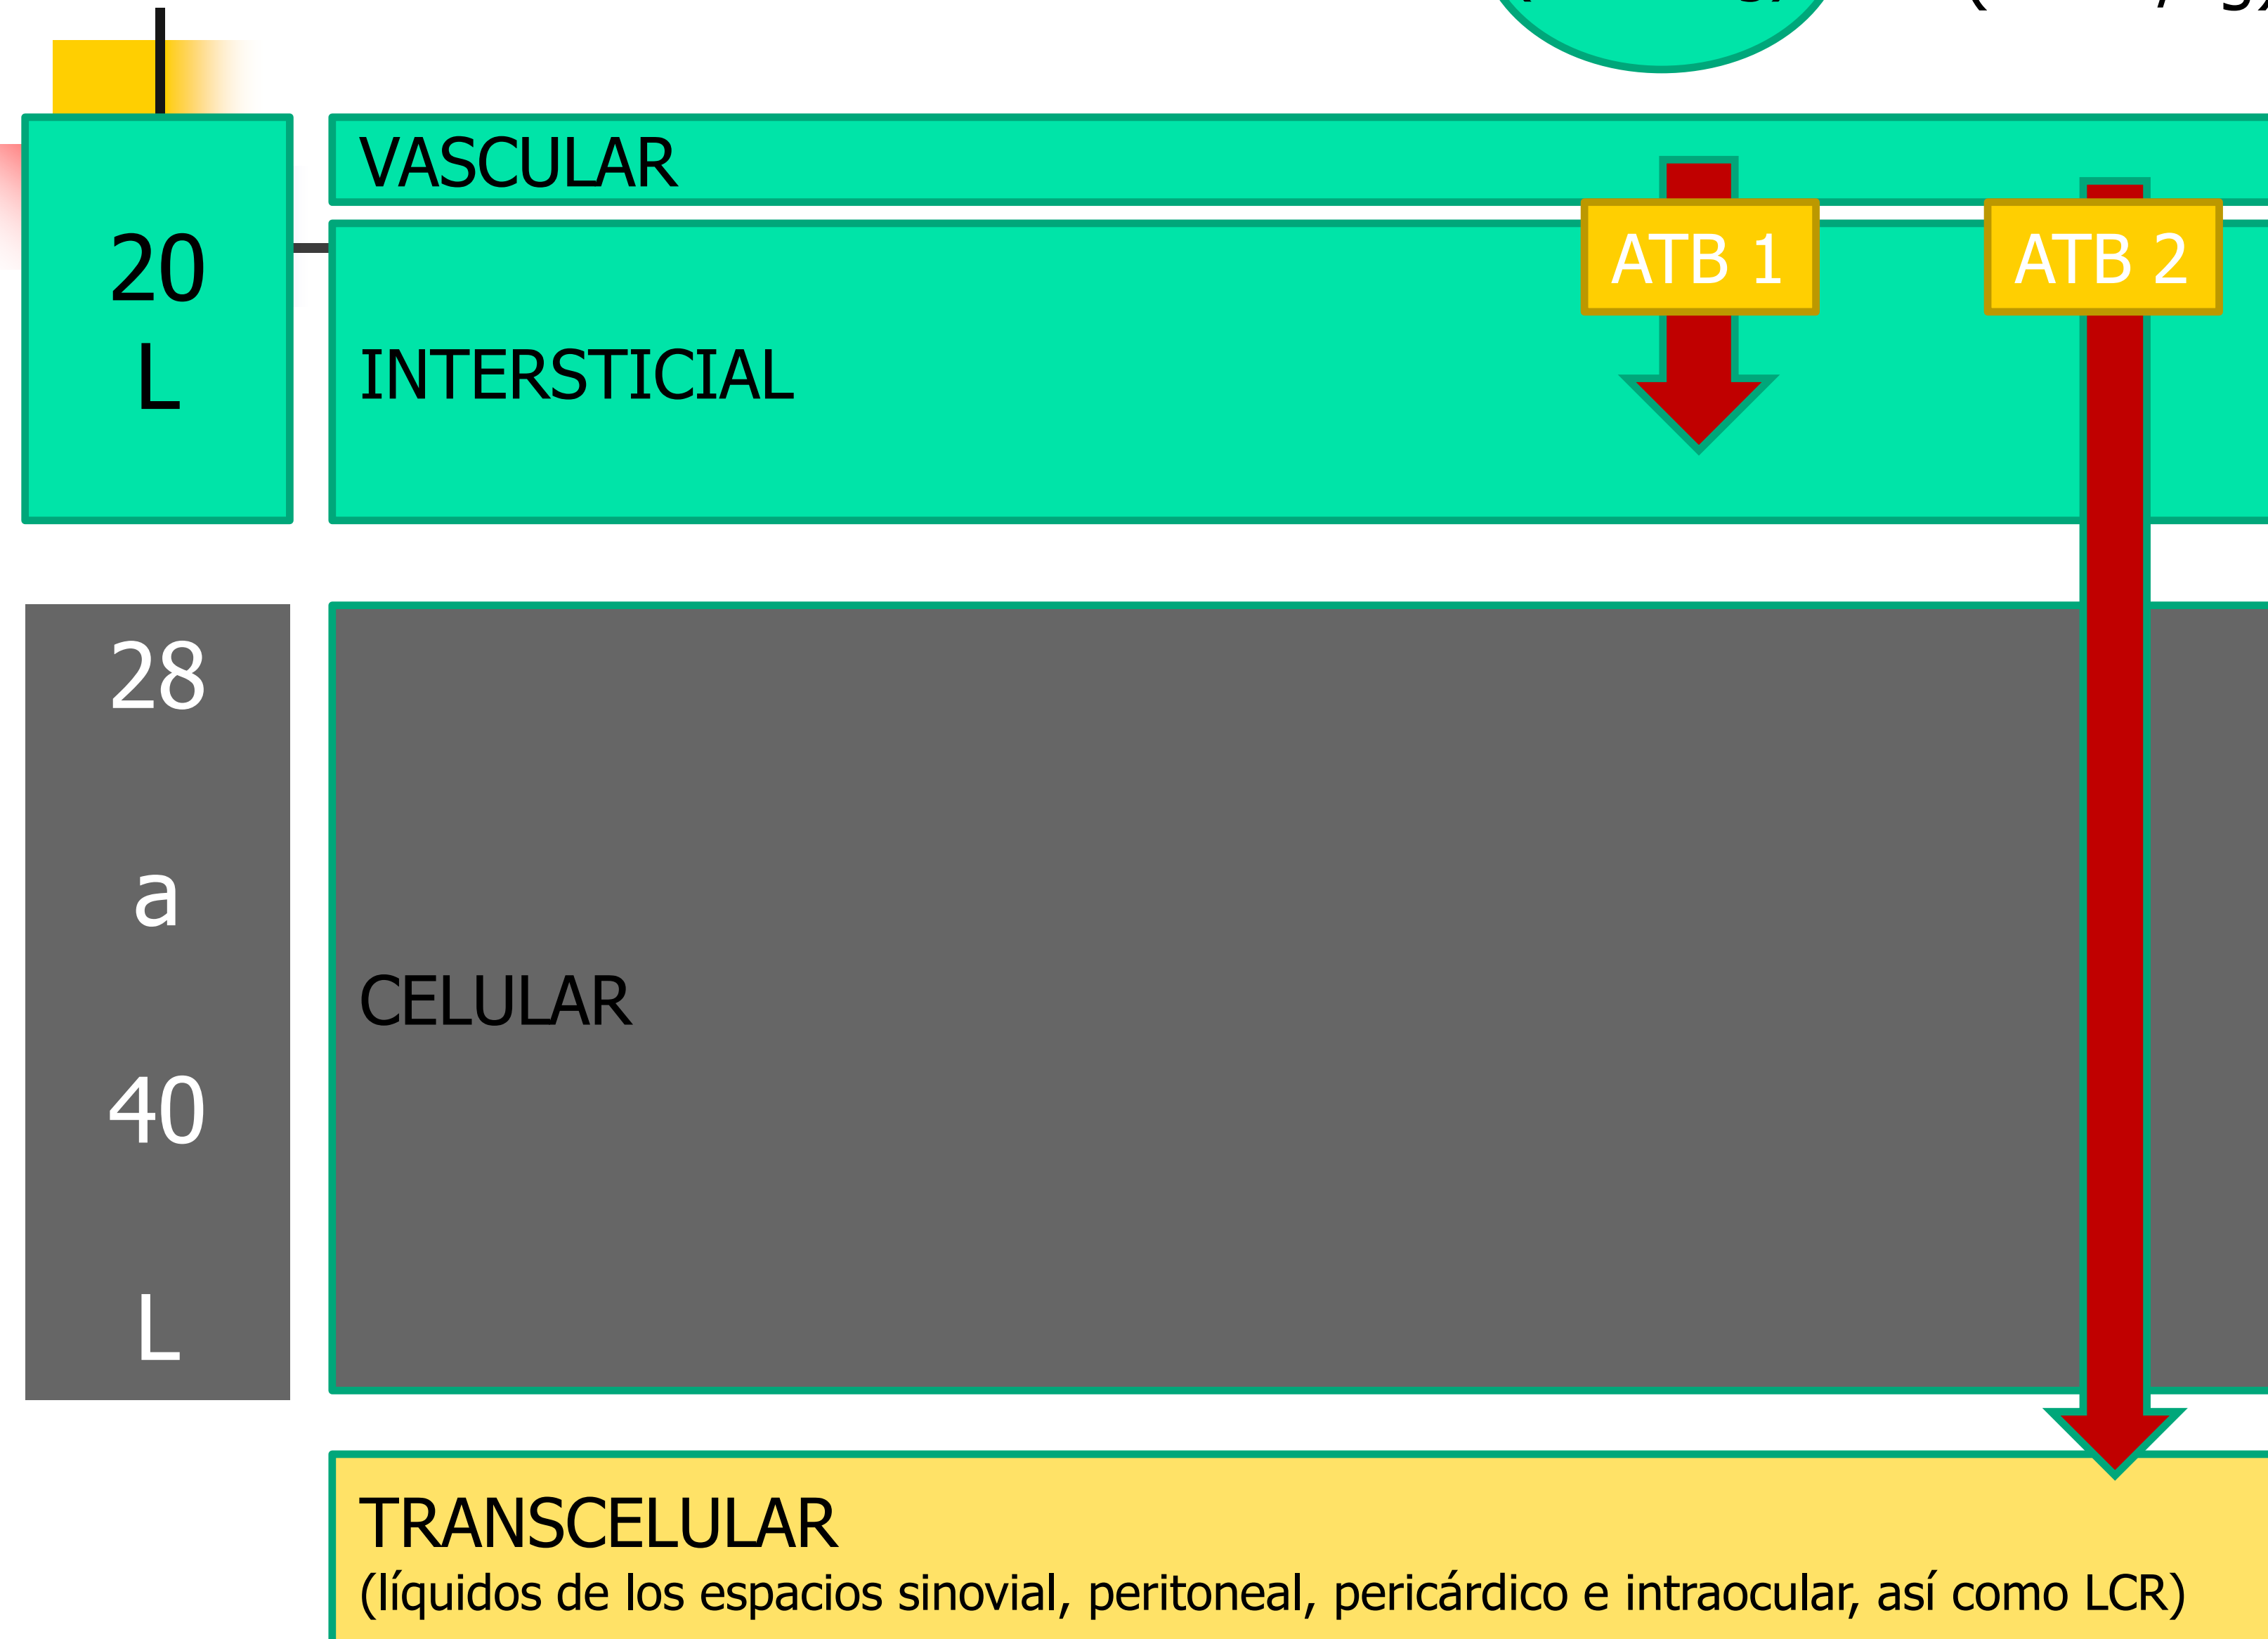 VASCULAR
ATB 1
ATB 2
20
L
INTERSTICIAL
28
a
40
L
CELULAR
TRANSCELULAR
(líquidos de los espacios sinovial, peritoneal, pericárdico e intraocular, así como LCR)